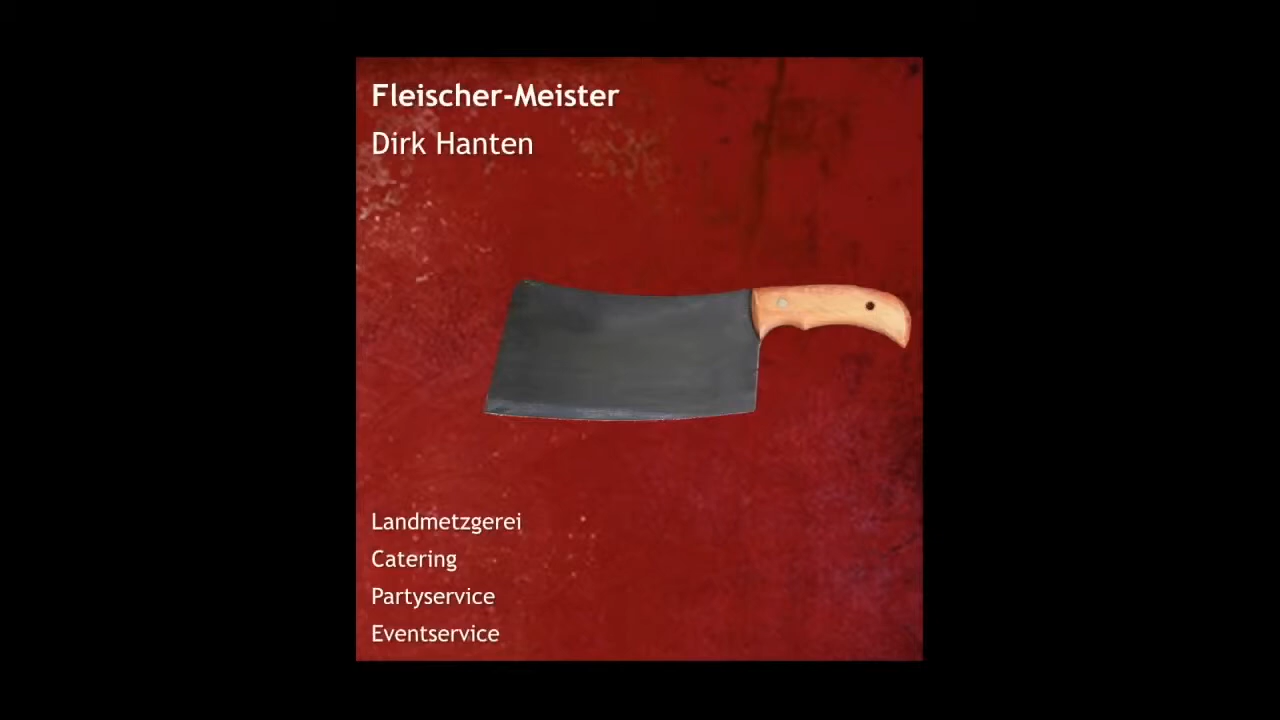 Fleischer-Meister
Dirk Hanten
Landmetzgerei
Catering
Partyservice
Eventservice